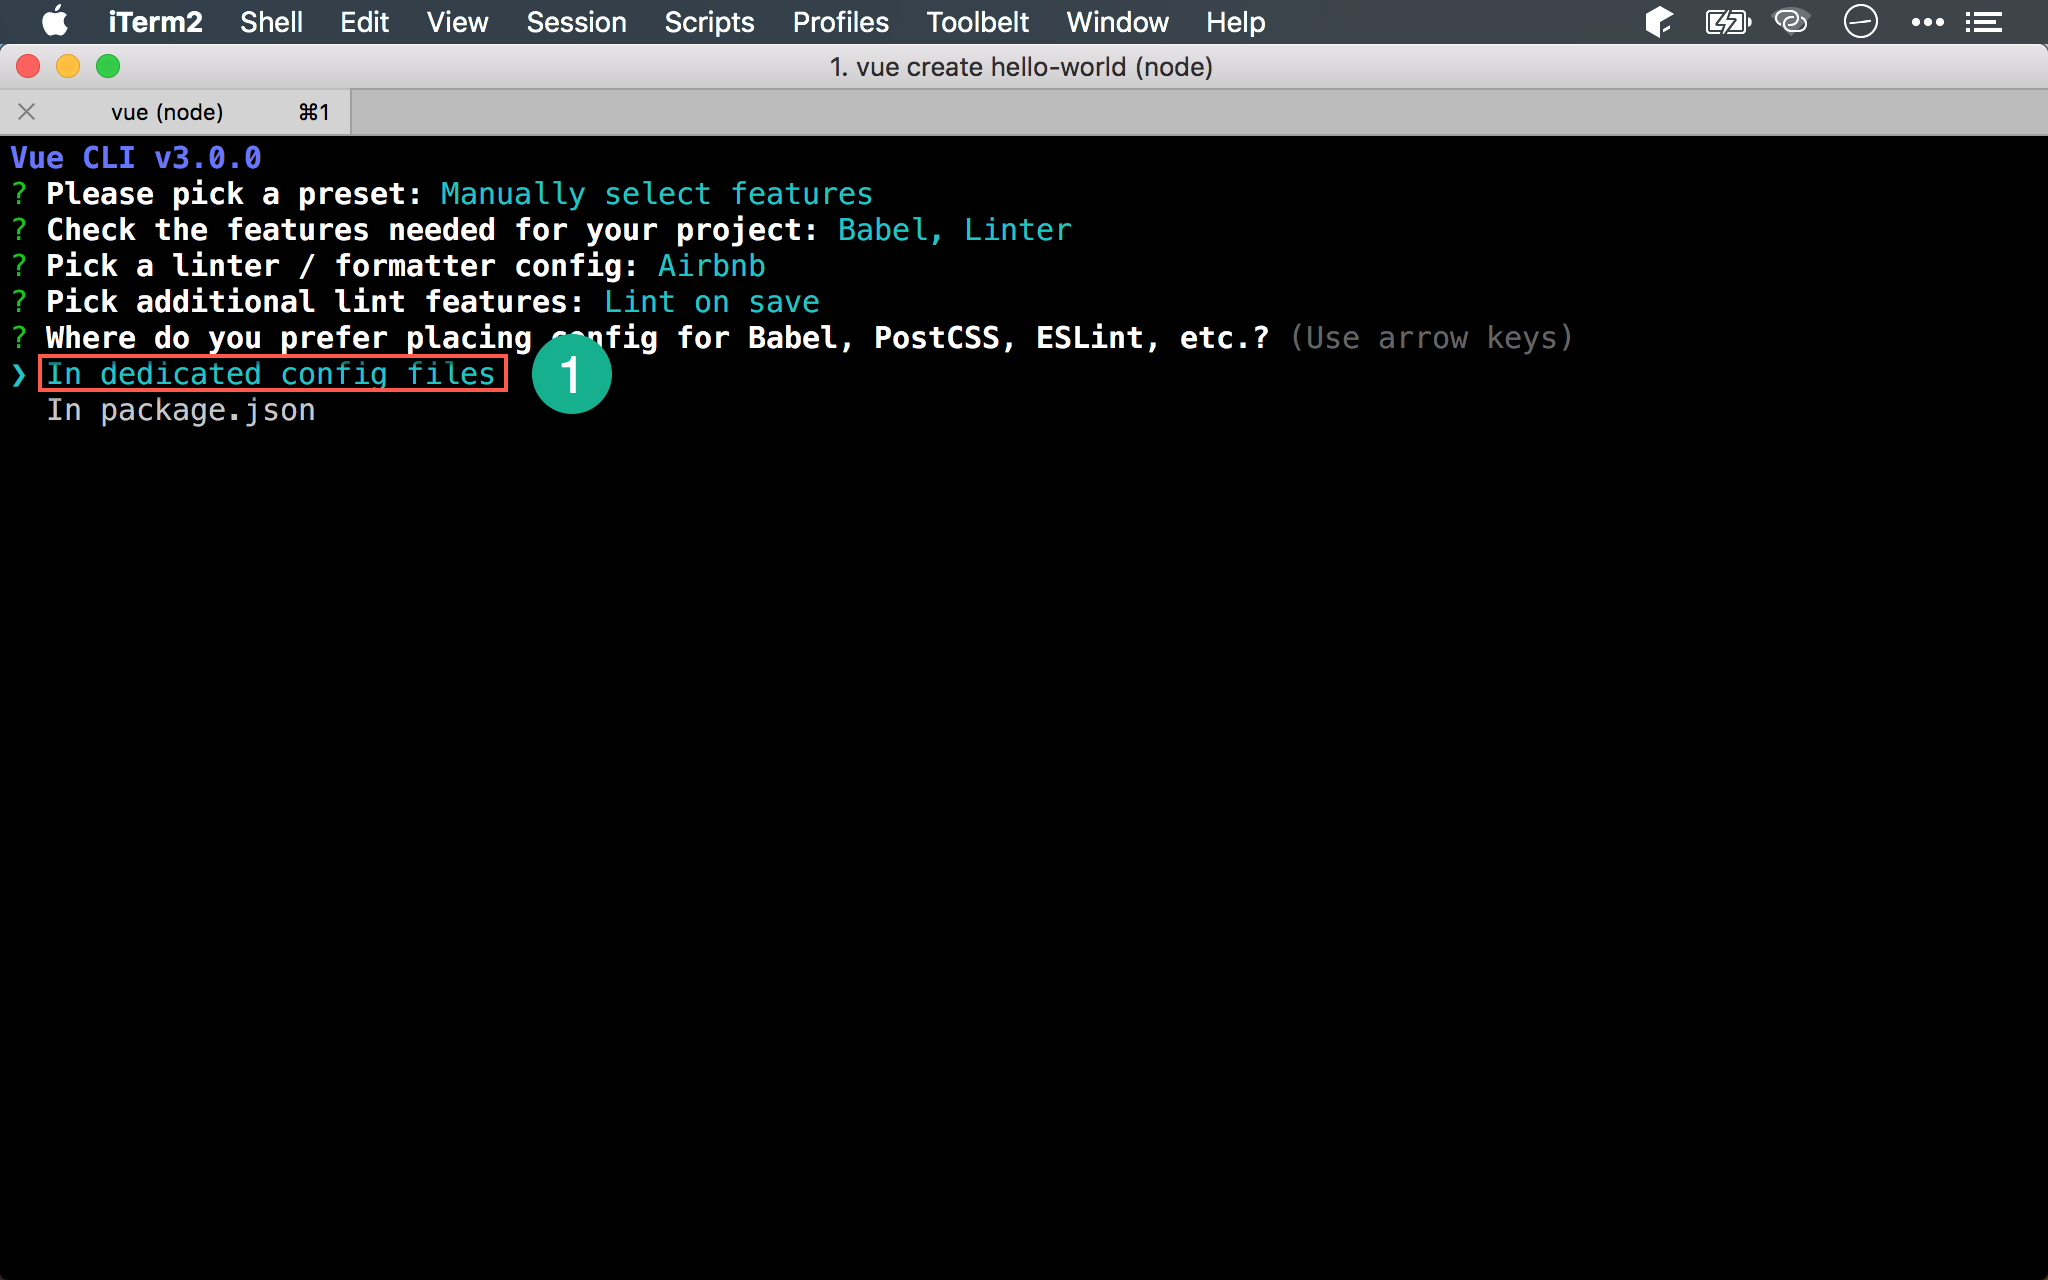 iTerm2 Shell Edit View Session Scripts Profiles Toolbelt Window Help
1. vue create hello-world (node)
vue (node) ⌘1
Vue CLI v3.0.0
? Please pick a preset: Manually select features
? Check the features needed for your project: Babel, Linter
? Pick a linter / formatter config: Airbnb
? Pick additional lint features: Lint on save
? Where do you prefer placing config for Babel, PostCSS, ESLint, etc.? (Use arrow keys)
❯ In dedicated config files 1
In package.json